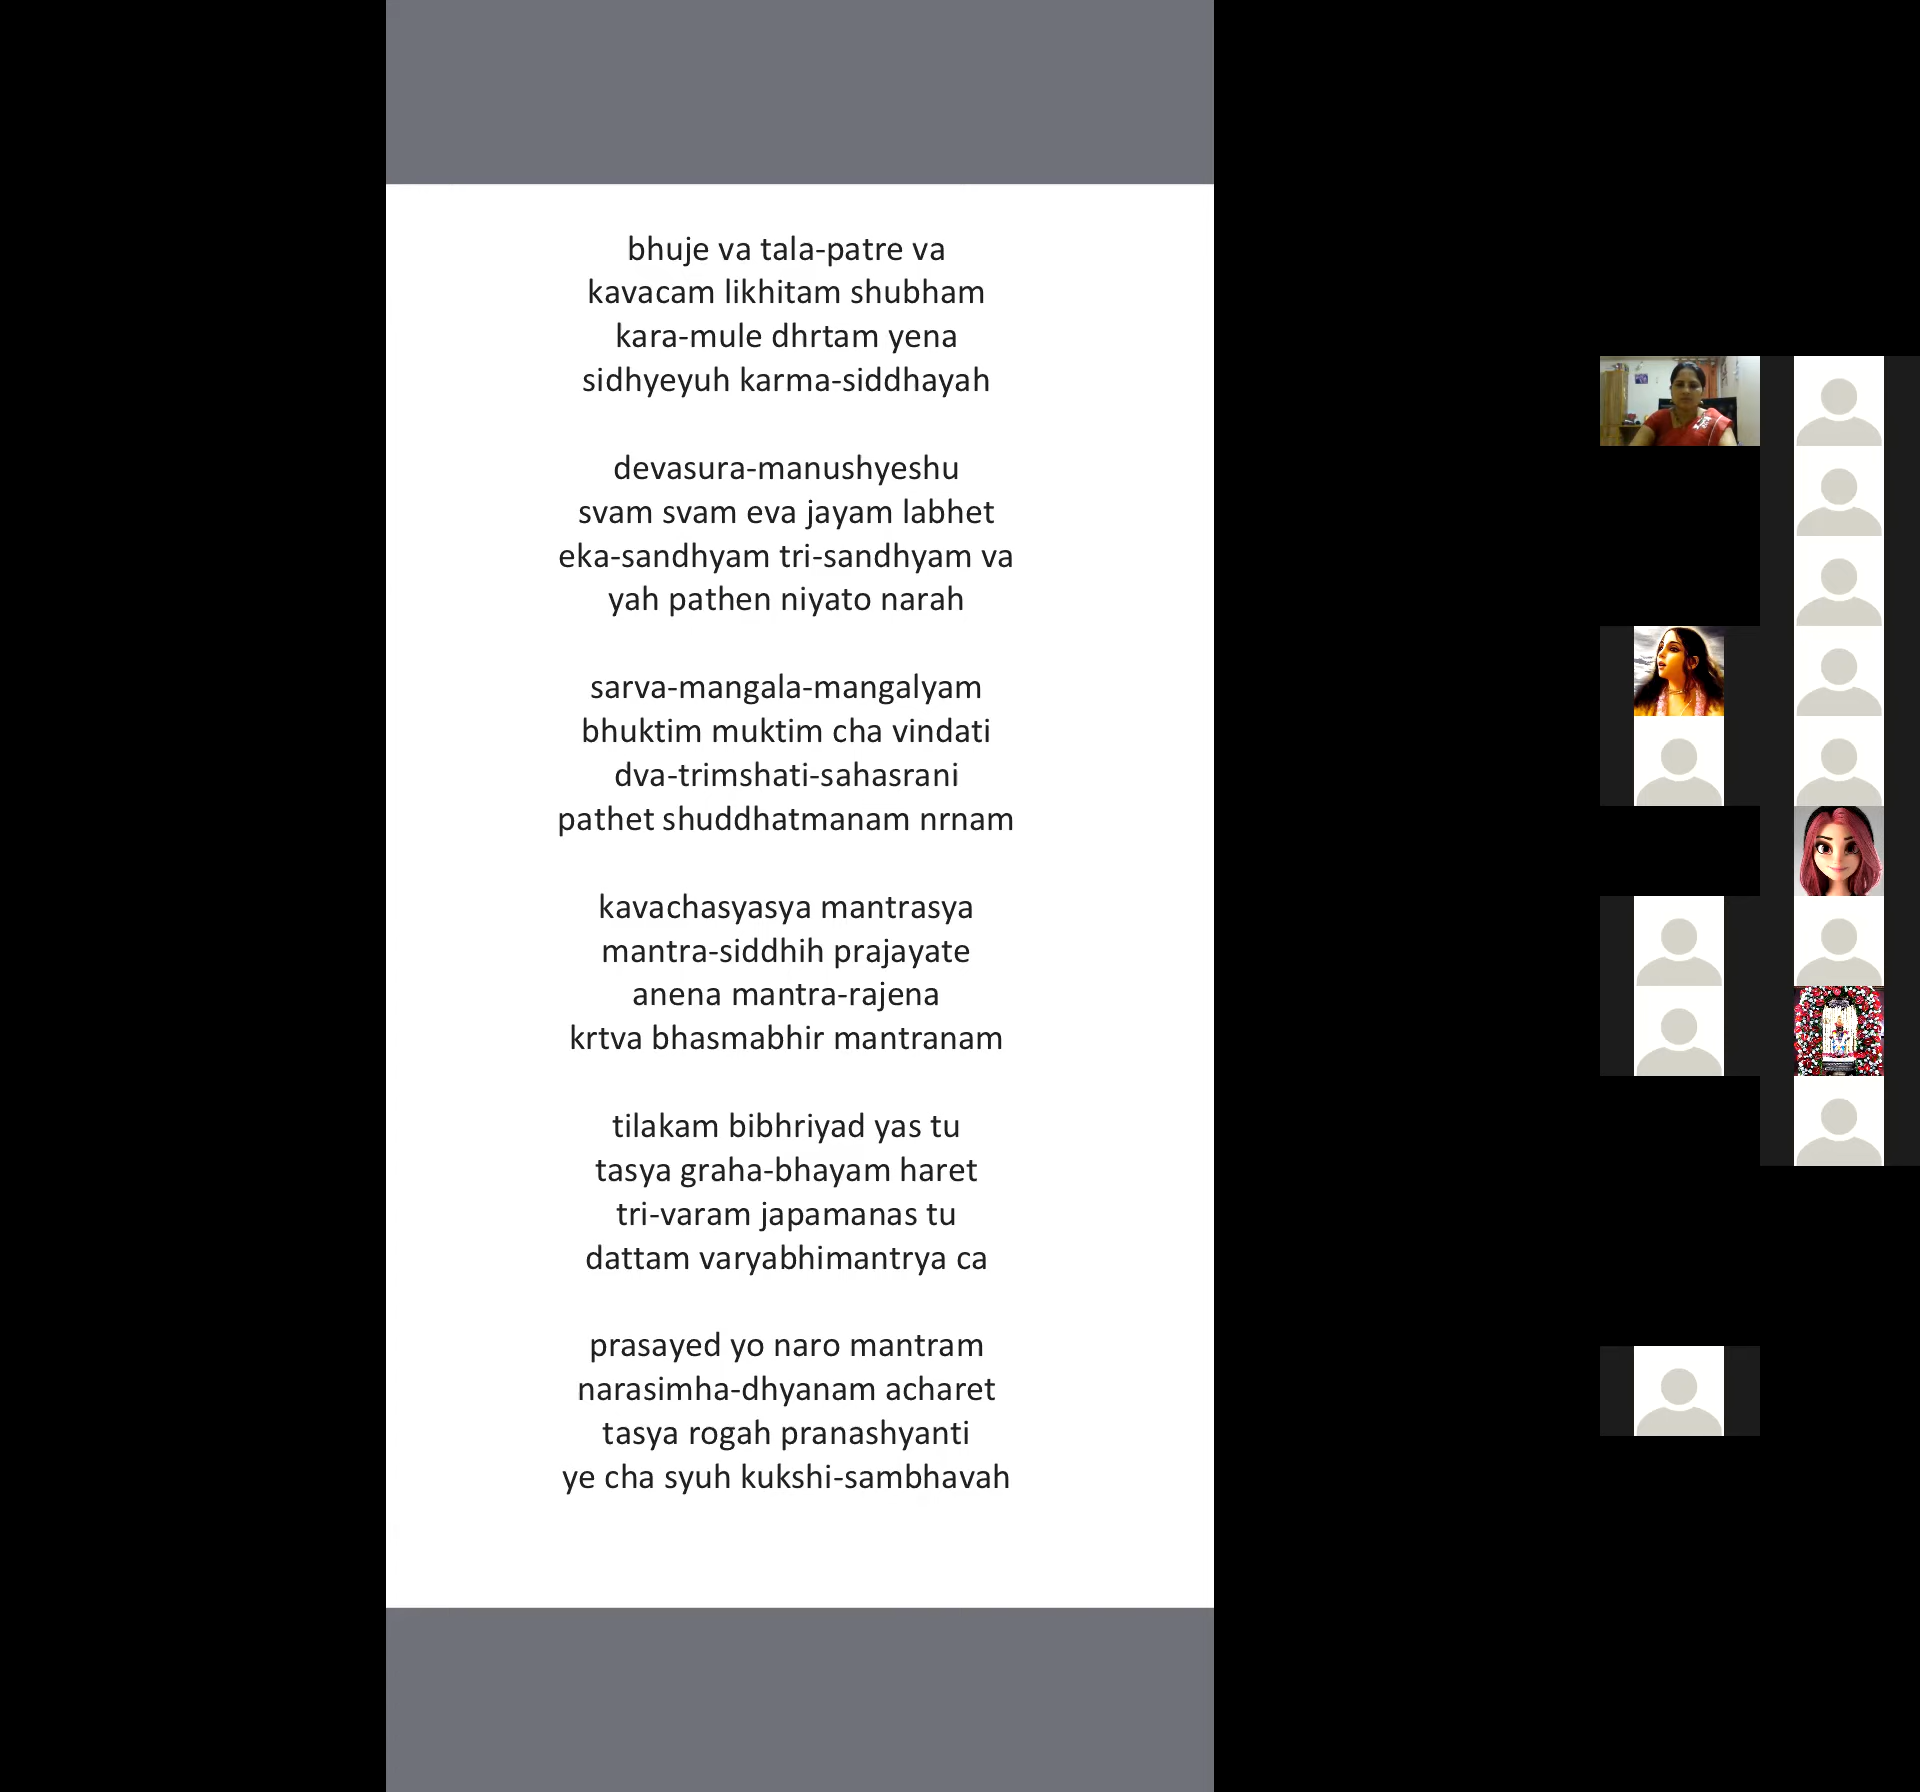 bhuje va tala-patre va
kavacam likhitam shubham
kara-mule dhrtam yena
sidhyeyuh karma-siddhayah
devasura-manushyeshu
svam svam eva jayam labhet
eka-sandhyam tri-sandhyam va
yah pathen niyato narah
sarva-mangala-mangalyam
bhuktim muktim cha vindati
dva-trimshati-sahasrani
pathet shuddhatmanam nrnam
kavachasyasya mantrasya
mantra-siddhih prajayate
anena mantra-rajena
krtva bhasmabhir mantranam
tilakam bibhriyad yas tu
tasya graha-bhayam haret
tri-varam japamanas tu
dattam varyabhimantrya ca
prasayed yo naro mantram
narasimha-dhyanam acharet
tasya rogah pranashyanti
ye cha syuh kukshi-sambhavah